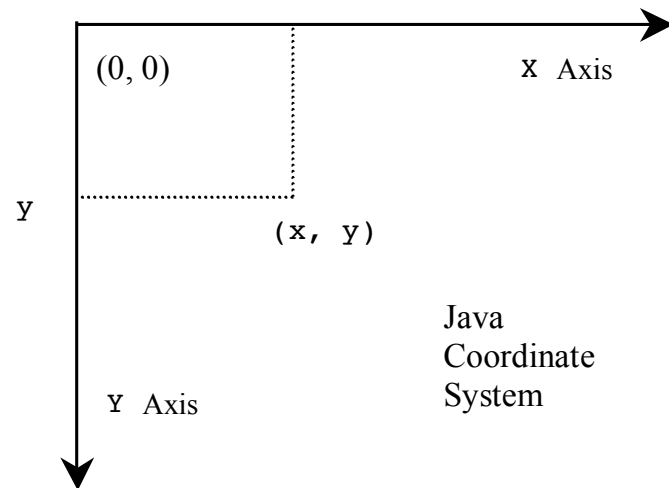 (0, 0)
X Axis
y
(x, y)
Java
Coordinate
System
Y Axis